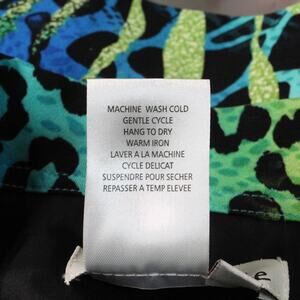 MACHINE WASH COLD
GENTLE CYCLE
HANG TO DRY
WARM IRON
LAVER A LA MACHINE
CYCLE DELICAT
SUSPENDRE POUR SECHER
REPASSER A TEMP ELEVEE